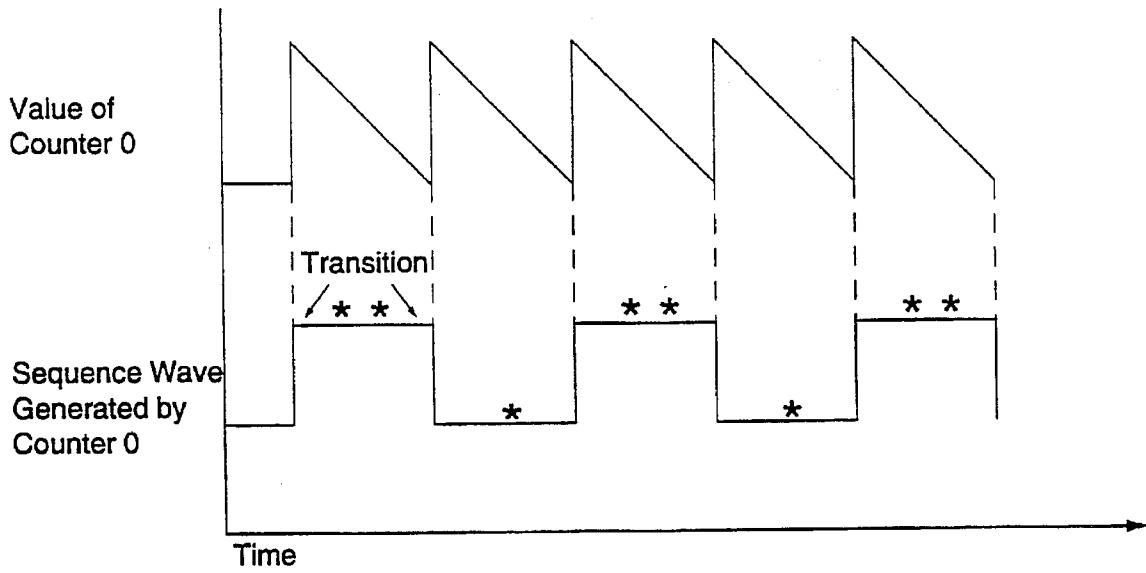 Value of
Counter 0
Transition
* * * * * *
Sequence Wave
Generated by
Counter 0
* *
Time